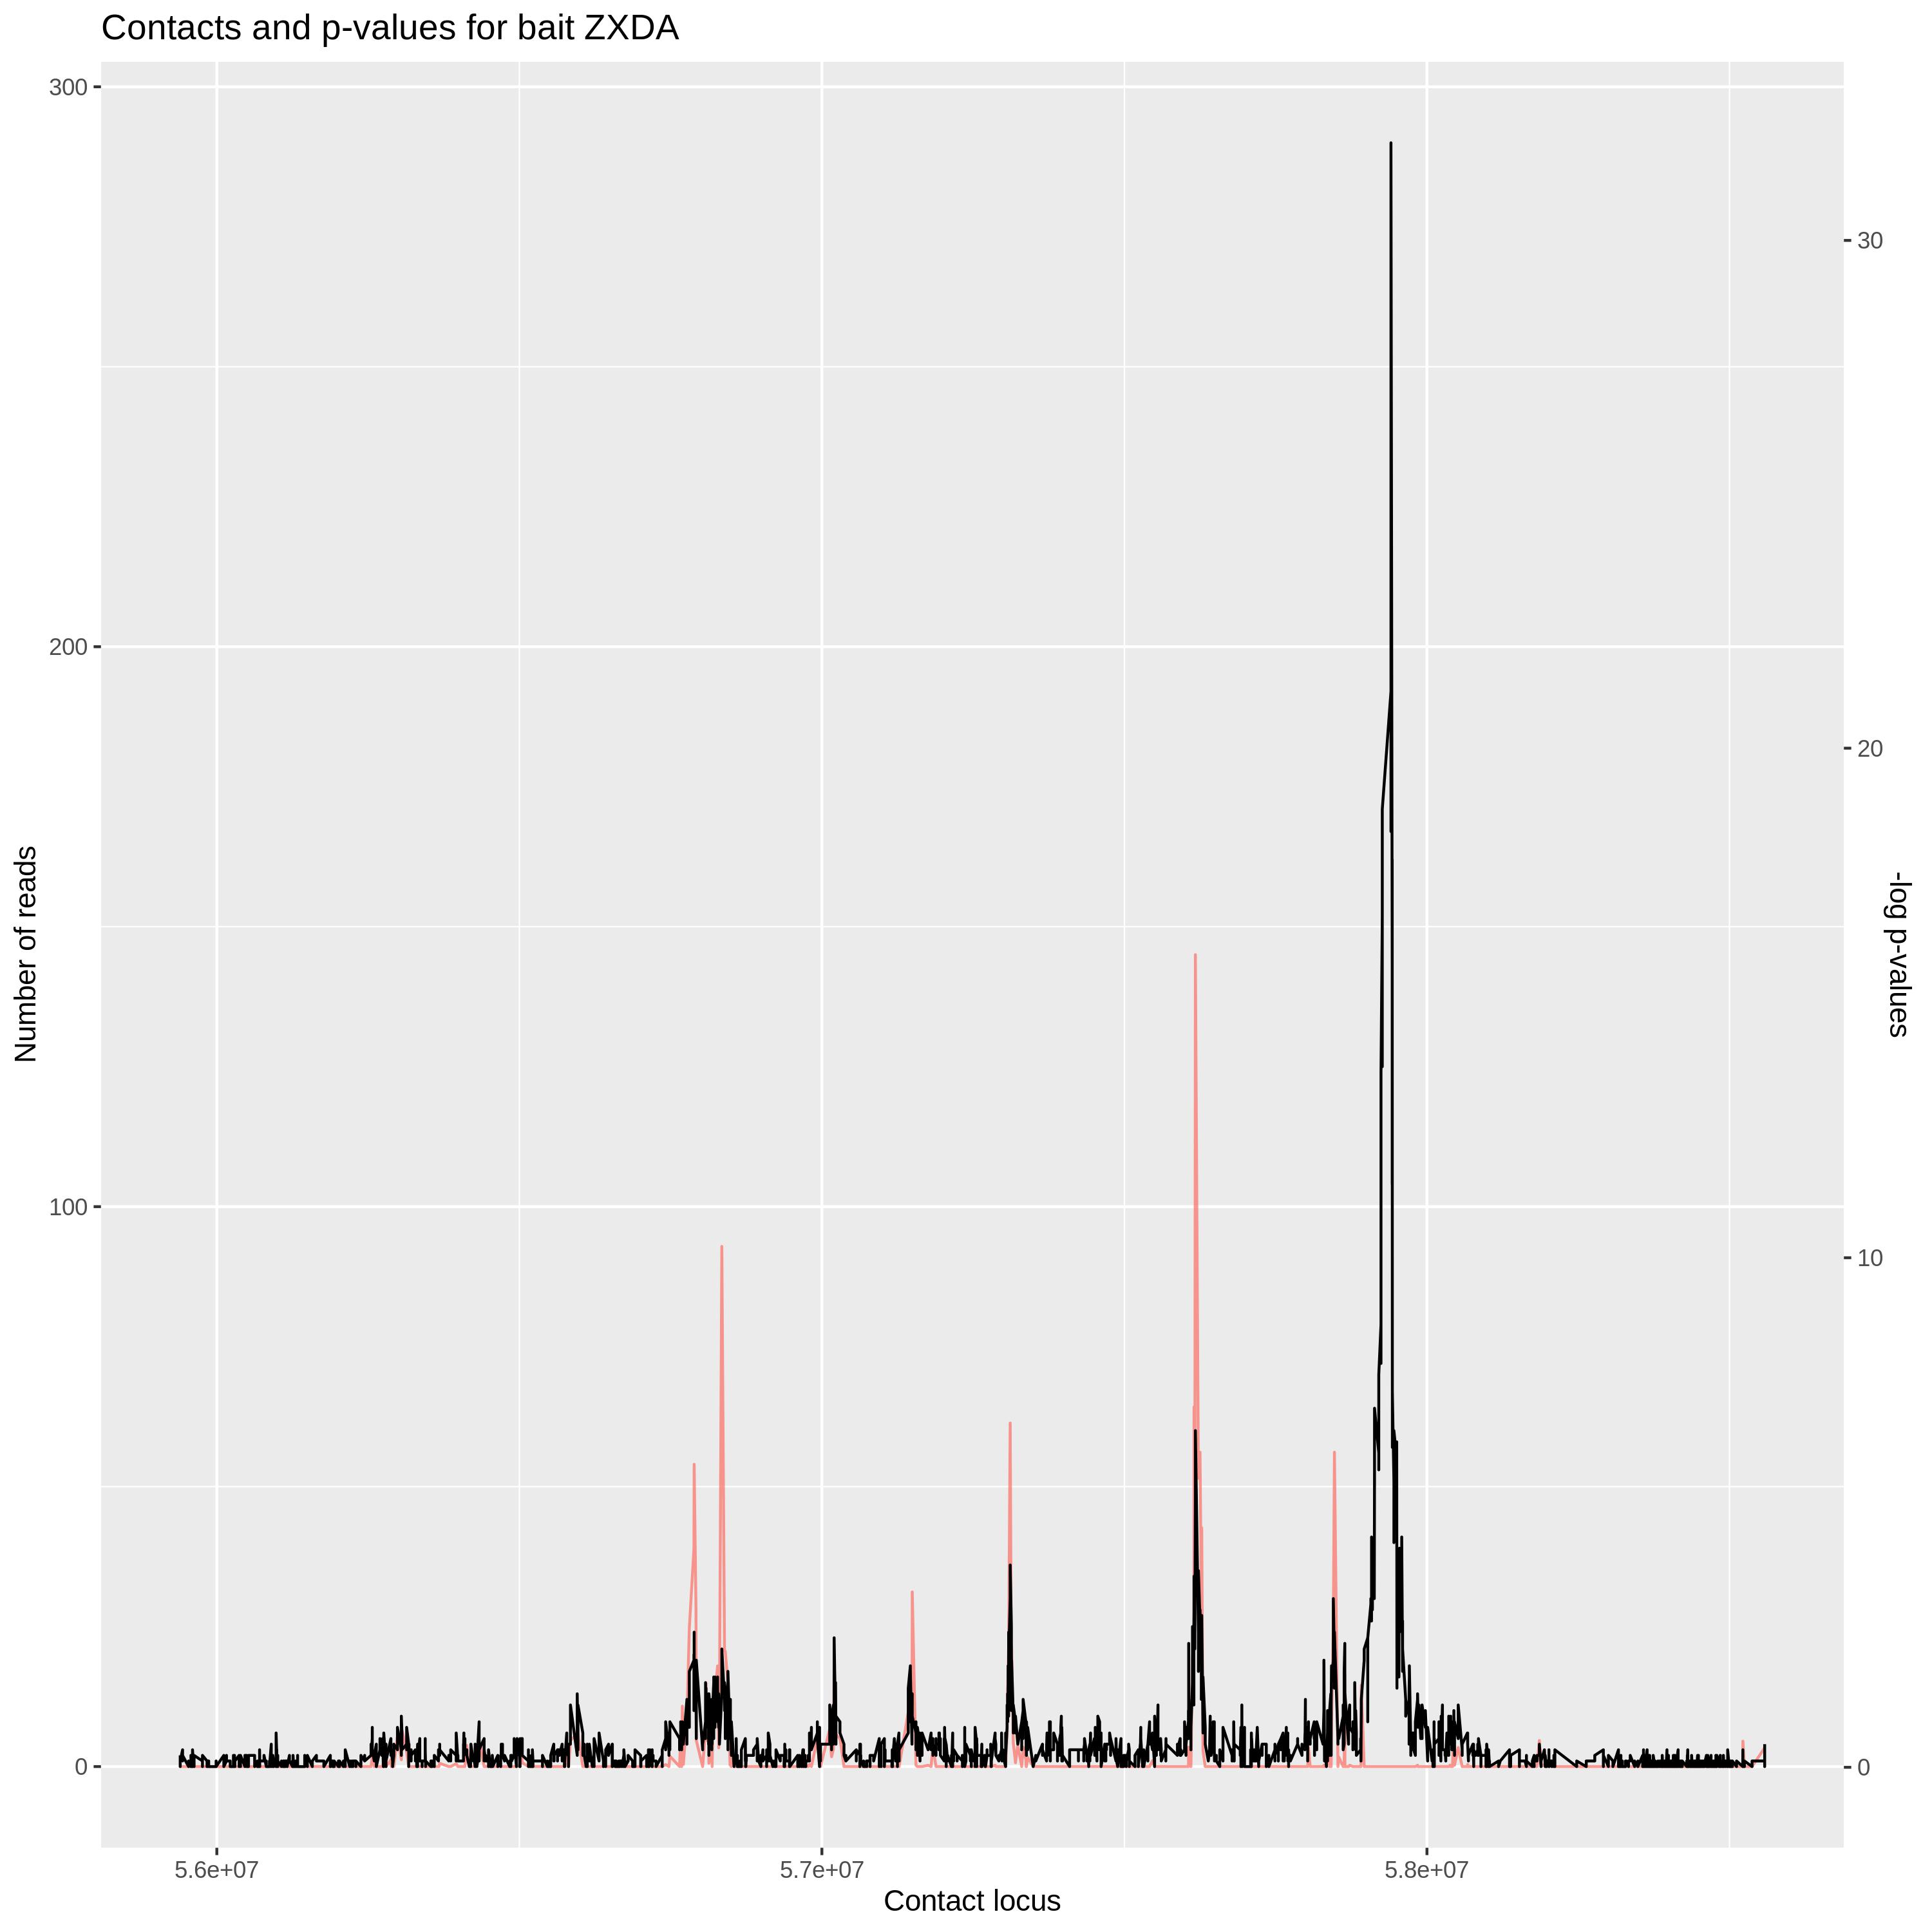 Contacts and p-values for bait ZXDA
300
200
100
0
30
20
10
0
Number of reads
-log p-values
5.6e+07
5.7e+07
5.8e+07
Contact locus